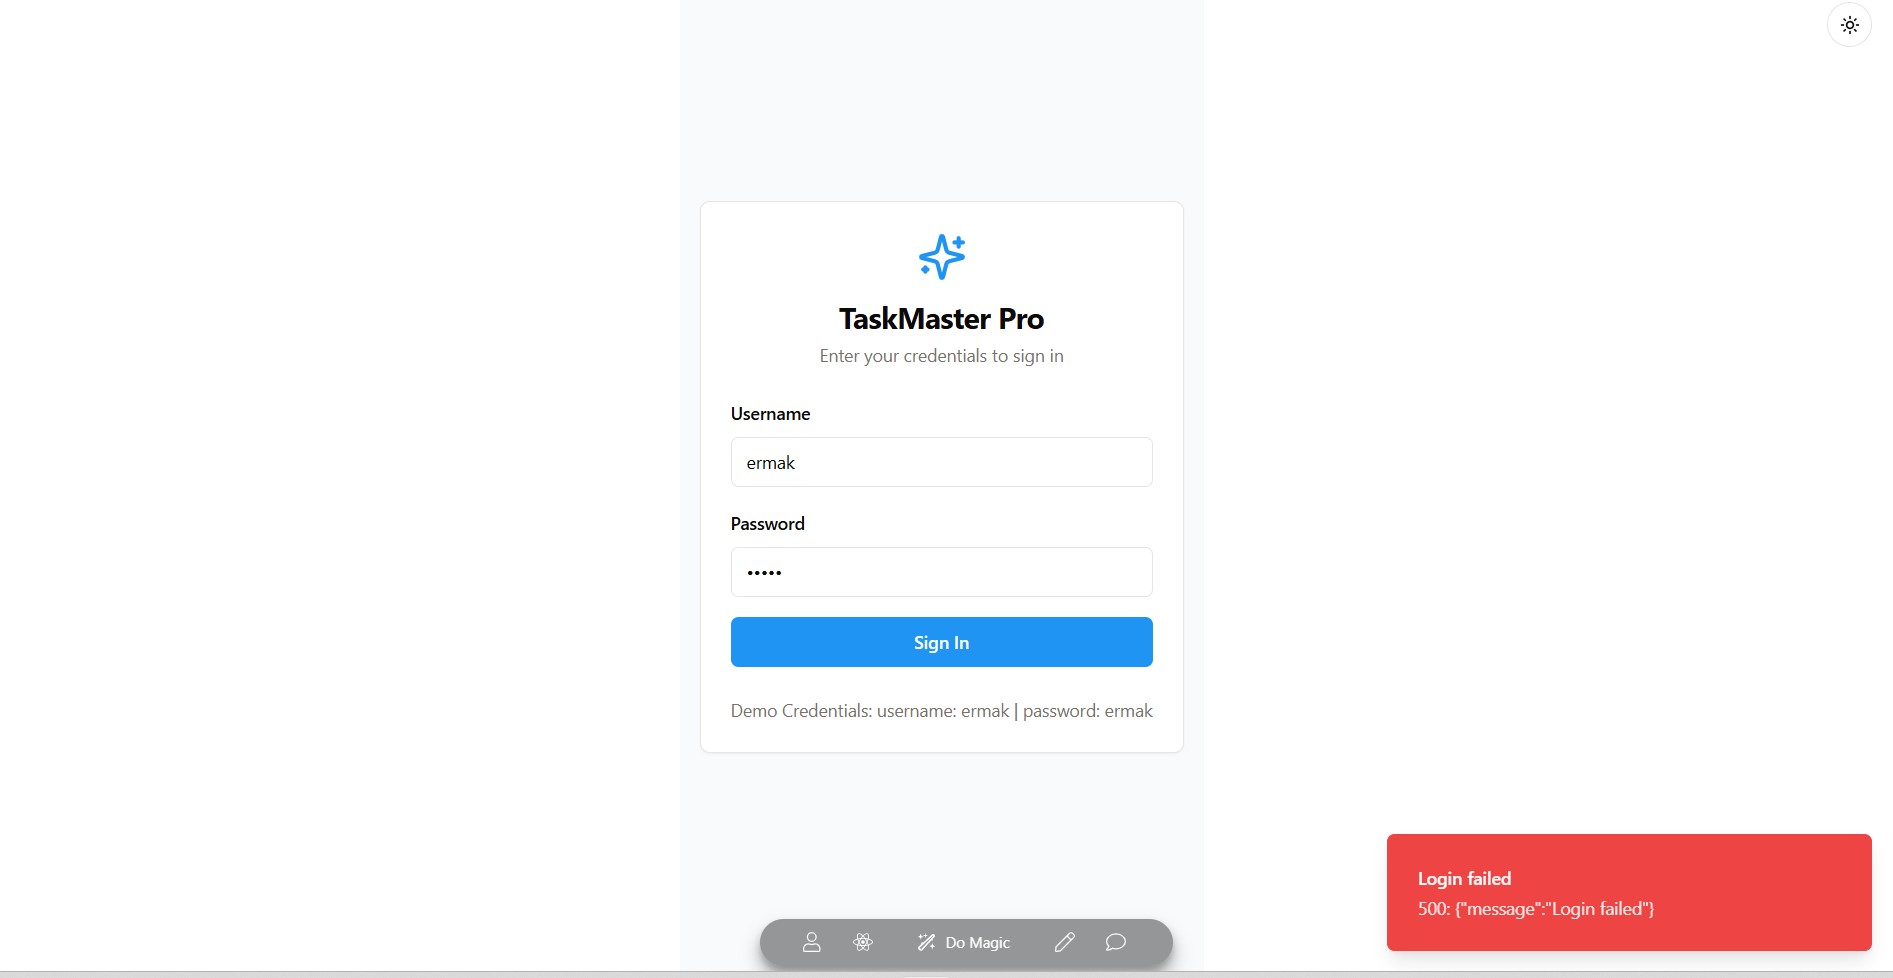 TaskMaster Pro
Enter your credentials to sign in
Username
ermak
Password
•••••
Sign In
Demo Credentials: username: ermak | password: ermak
Do Magic
Login failed
500: {"message":"Login failed"}